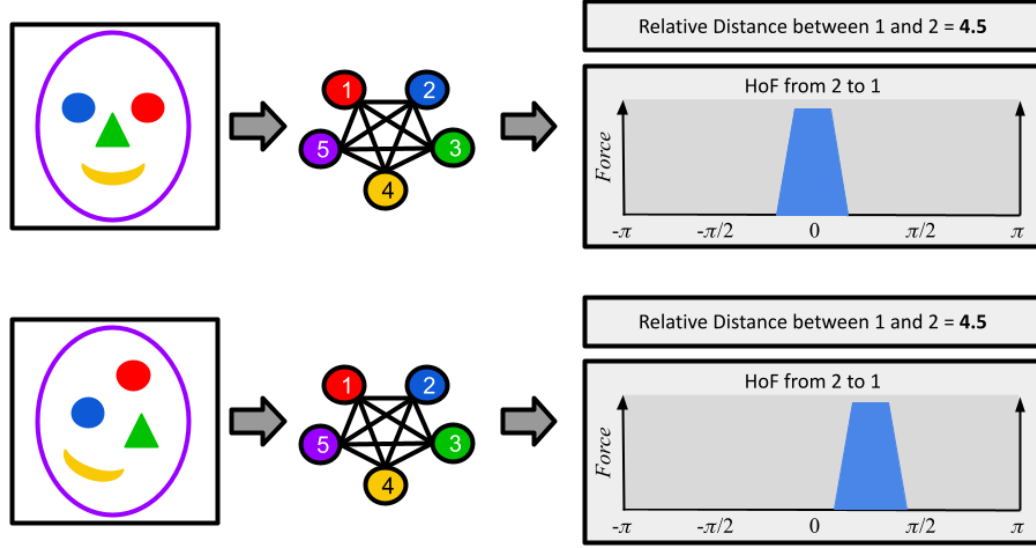 Relative Distance between 1 and 2 = 4.5
1
2
3
4
5
HoF from 2 to 1
Force
-π
-π/2
0
π/2
π
Relative Distance between 1 and 2 = 4.5
1
2
3
4
5
HoF from 2 to 1
Force
-π
-π/2
0
π/2
π